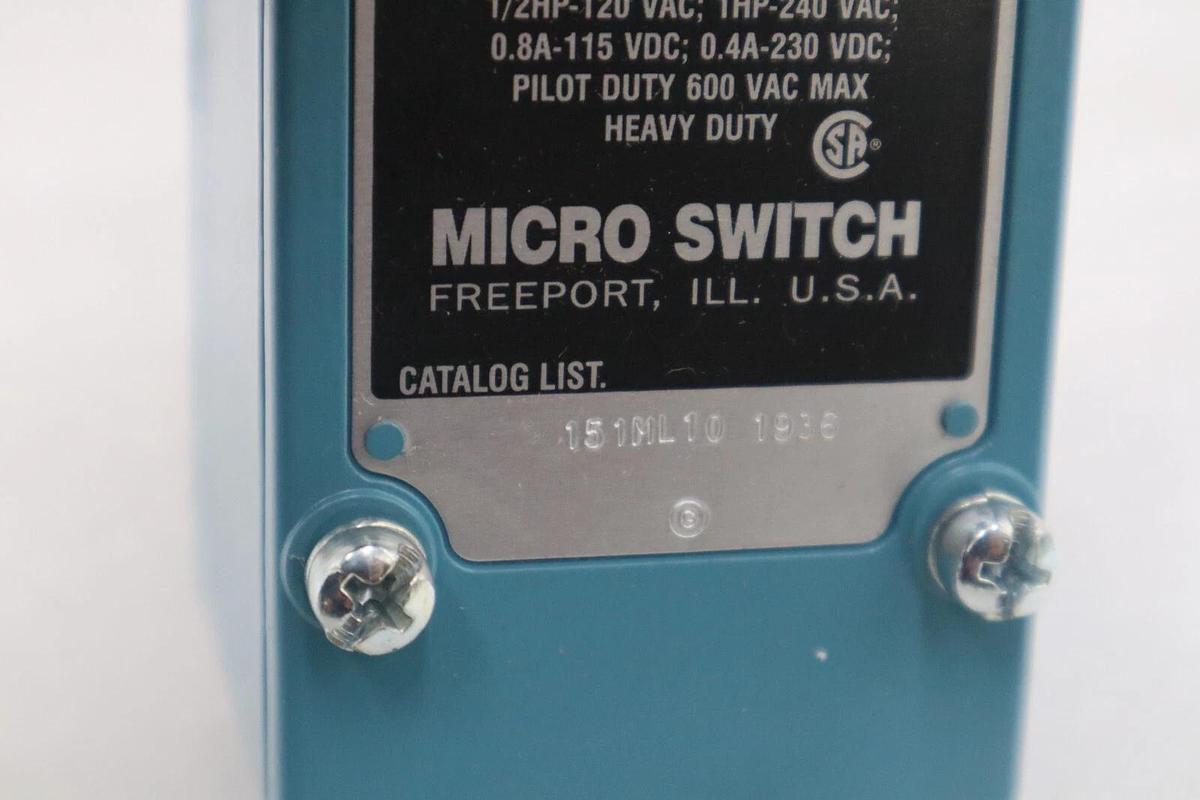 1/2HP-120 VAC; 1HP-240 VAC;
0.8A-115 VDC; 0.4A-230 VDC;
PILOT DUTY 600 VAC MAX
HEAVY DUTY
CSA®
MICRO SWITCH
FREEPORT, ILL. U.S.A.
CATALOG LIST.
151ML10 1936
G